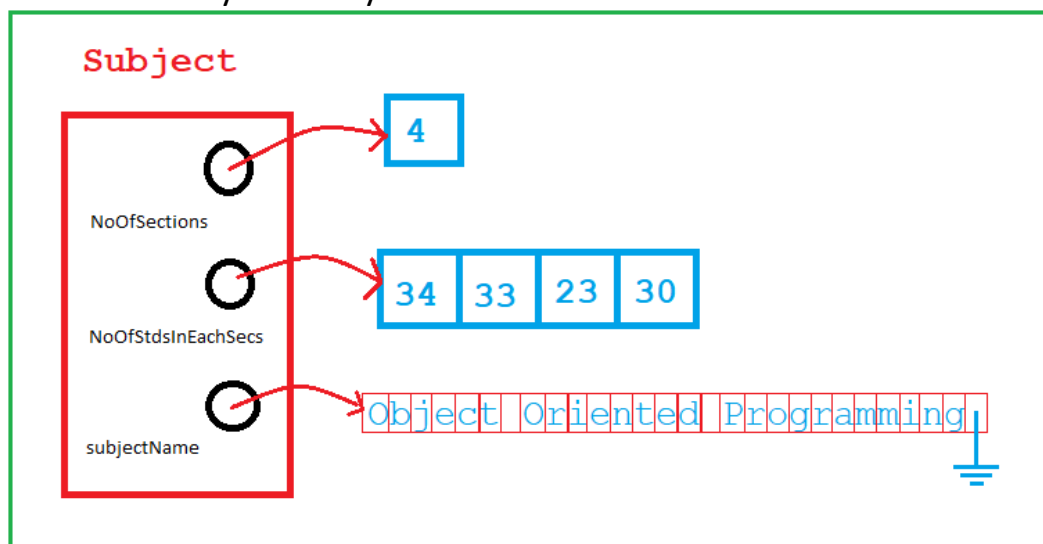 Subject
4
NoOfSections
34 33 23 30
NoOfStdsInEachSecs
Object Oriented Programming
subjectName